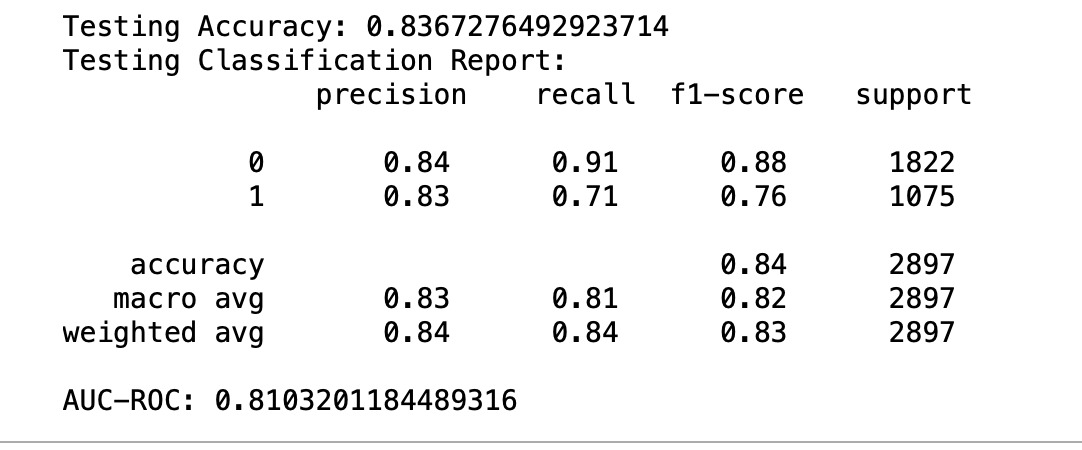 Testing Accuracy: 0.8367276492923714
Testing Classification Report:
precision recall f1-score support
0 0.84 0.91 0.88 1822
1 0.83 0.71 0.76 1075
accuracy 0.84 2897
macro avg 0.83 0.81 0.82 2897
weighted avg 0.84 0.84 0.83 2897
AUC-ROC: 0.8103201184489316